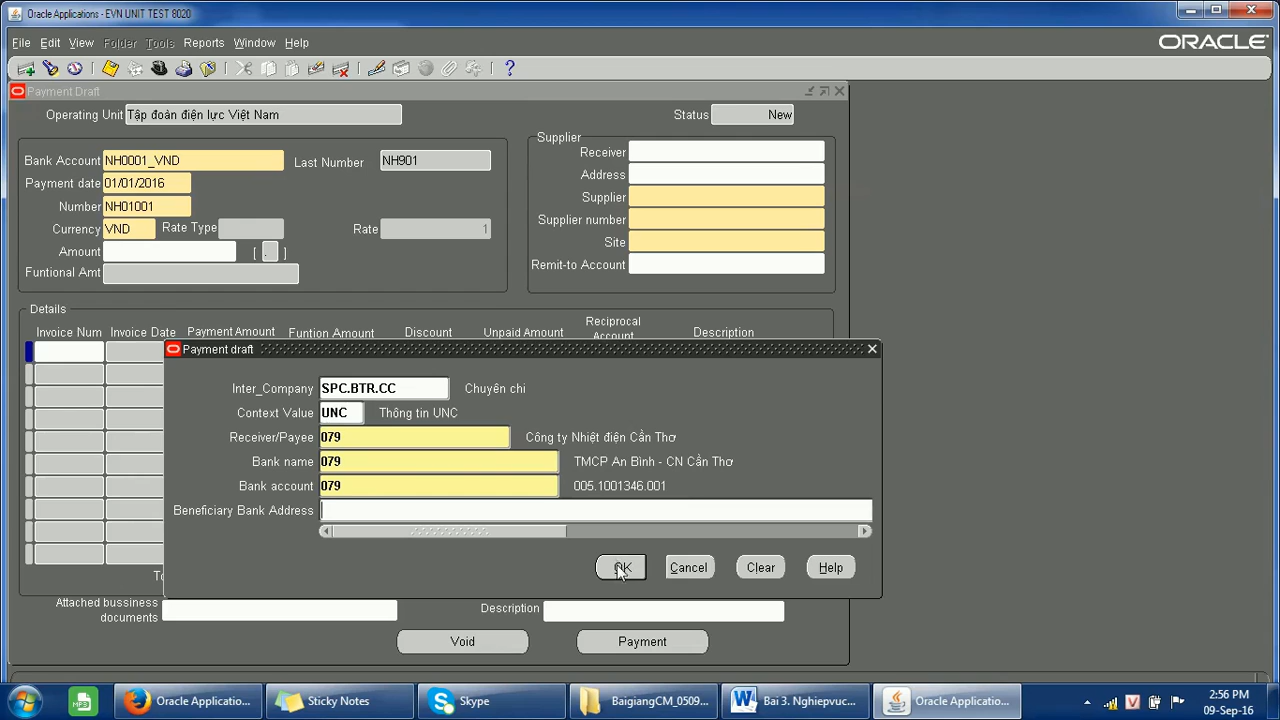 Oracle Applications - EVN UNIT TEST 8020
File Edit View Folder Tools Reports Window Help
ORACLE
Payment Draft
Operating Unit Tập đoàn điện lực Việt Nam
Status New
Bank Account NH0001_VND Last Number NH901
Payment date 01/01/2016
Number NH01001
Currency VND Rate Type Rate 1
Amount [ . ]
Funtional Amt
Supplier
Receiver
Address
Supplier
Supplier number
Site
Remit-to Account
Details
Invoice Num Invoice Date Payment Amount Funtion Amount Discount Unpaid Amount Reciprocal Account Description
Payment draft
Inter_Company SPC.BTR.CC Chuyên chi
Context Value UNC Thông tin UNC
Receiver/Payee 079 Công ty Nhiệt điện Cần Thơ
Bank name 079 TMCP An Bình - CN Cần Thơ
Bank account 079 005.1001346.001
Beneficiary Bank Address
OK Cancel Clear Help
Attached bussiness documents
Description
Void Payment
MP3
Oracle Applicationo...
Sticky Notes
Skype
BaigiangCM_0509...
Bai 3. Nghiepvuc...
Oracle Applicatio...
V
2:56 PM
09-Sep-16